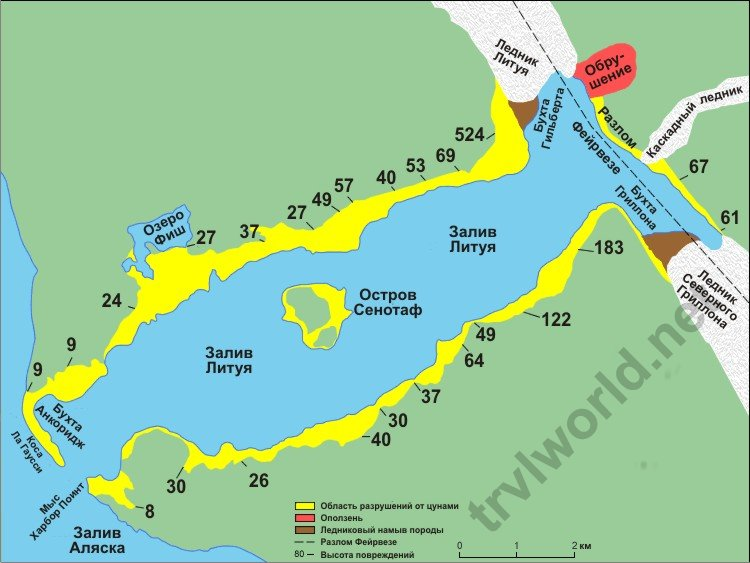 Ледник
Литуя
Обру-
шение
Бухта
Гильберта
Разлом
Фейрвезе
Каскадный ледник
524
69
53
40
57
49
27
37
27
24
9
9
67
61
Бухта
Гриллона
183
122
49
64
37
30
40
26
30
8
Озеро
Фиш
Залив
Литуя
Остров
Сенотаф
Залив
Литуя
Ледник
Северного
Гриллона
Бухта
Анкоридж
Коса
Ла Гаусси
Мыс
Харбор Поинт
Залив
Аляска
Область разрушений от цунами
Оползень
Ледниковый намыв породы
Разлом Фейрвезе
80 – Высота повреждений
0 1 2 км
trvlworld.net